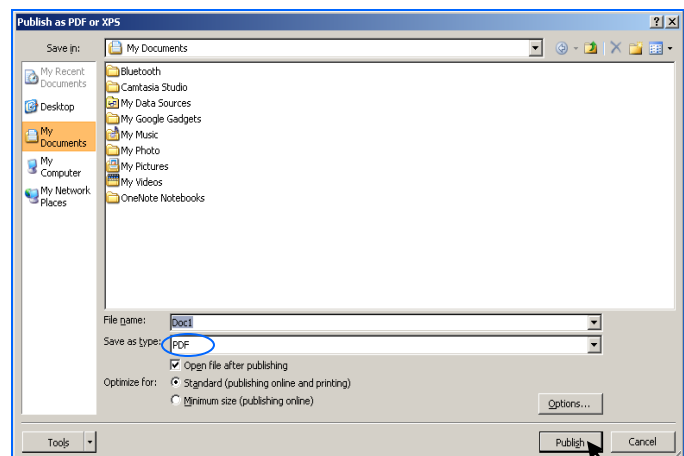 Publish as PDF or XPS
Save in: My Documents
My Recent Documents
Desktop
My Documents
My Computer
My Network Places
Bluetooth
Camtasia Studio
My Data Sources
My Google Gadgets
My Music
My Photo
My Pictures
My Videos
OneNote Notebooks
File name: Doc1
Save as type: PDF
Open file after publishing
Optimize for: Standard (publishing online and printing)
Minimum size (publishing online)
Options...
Tools Publish Cancel